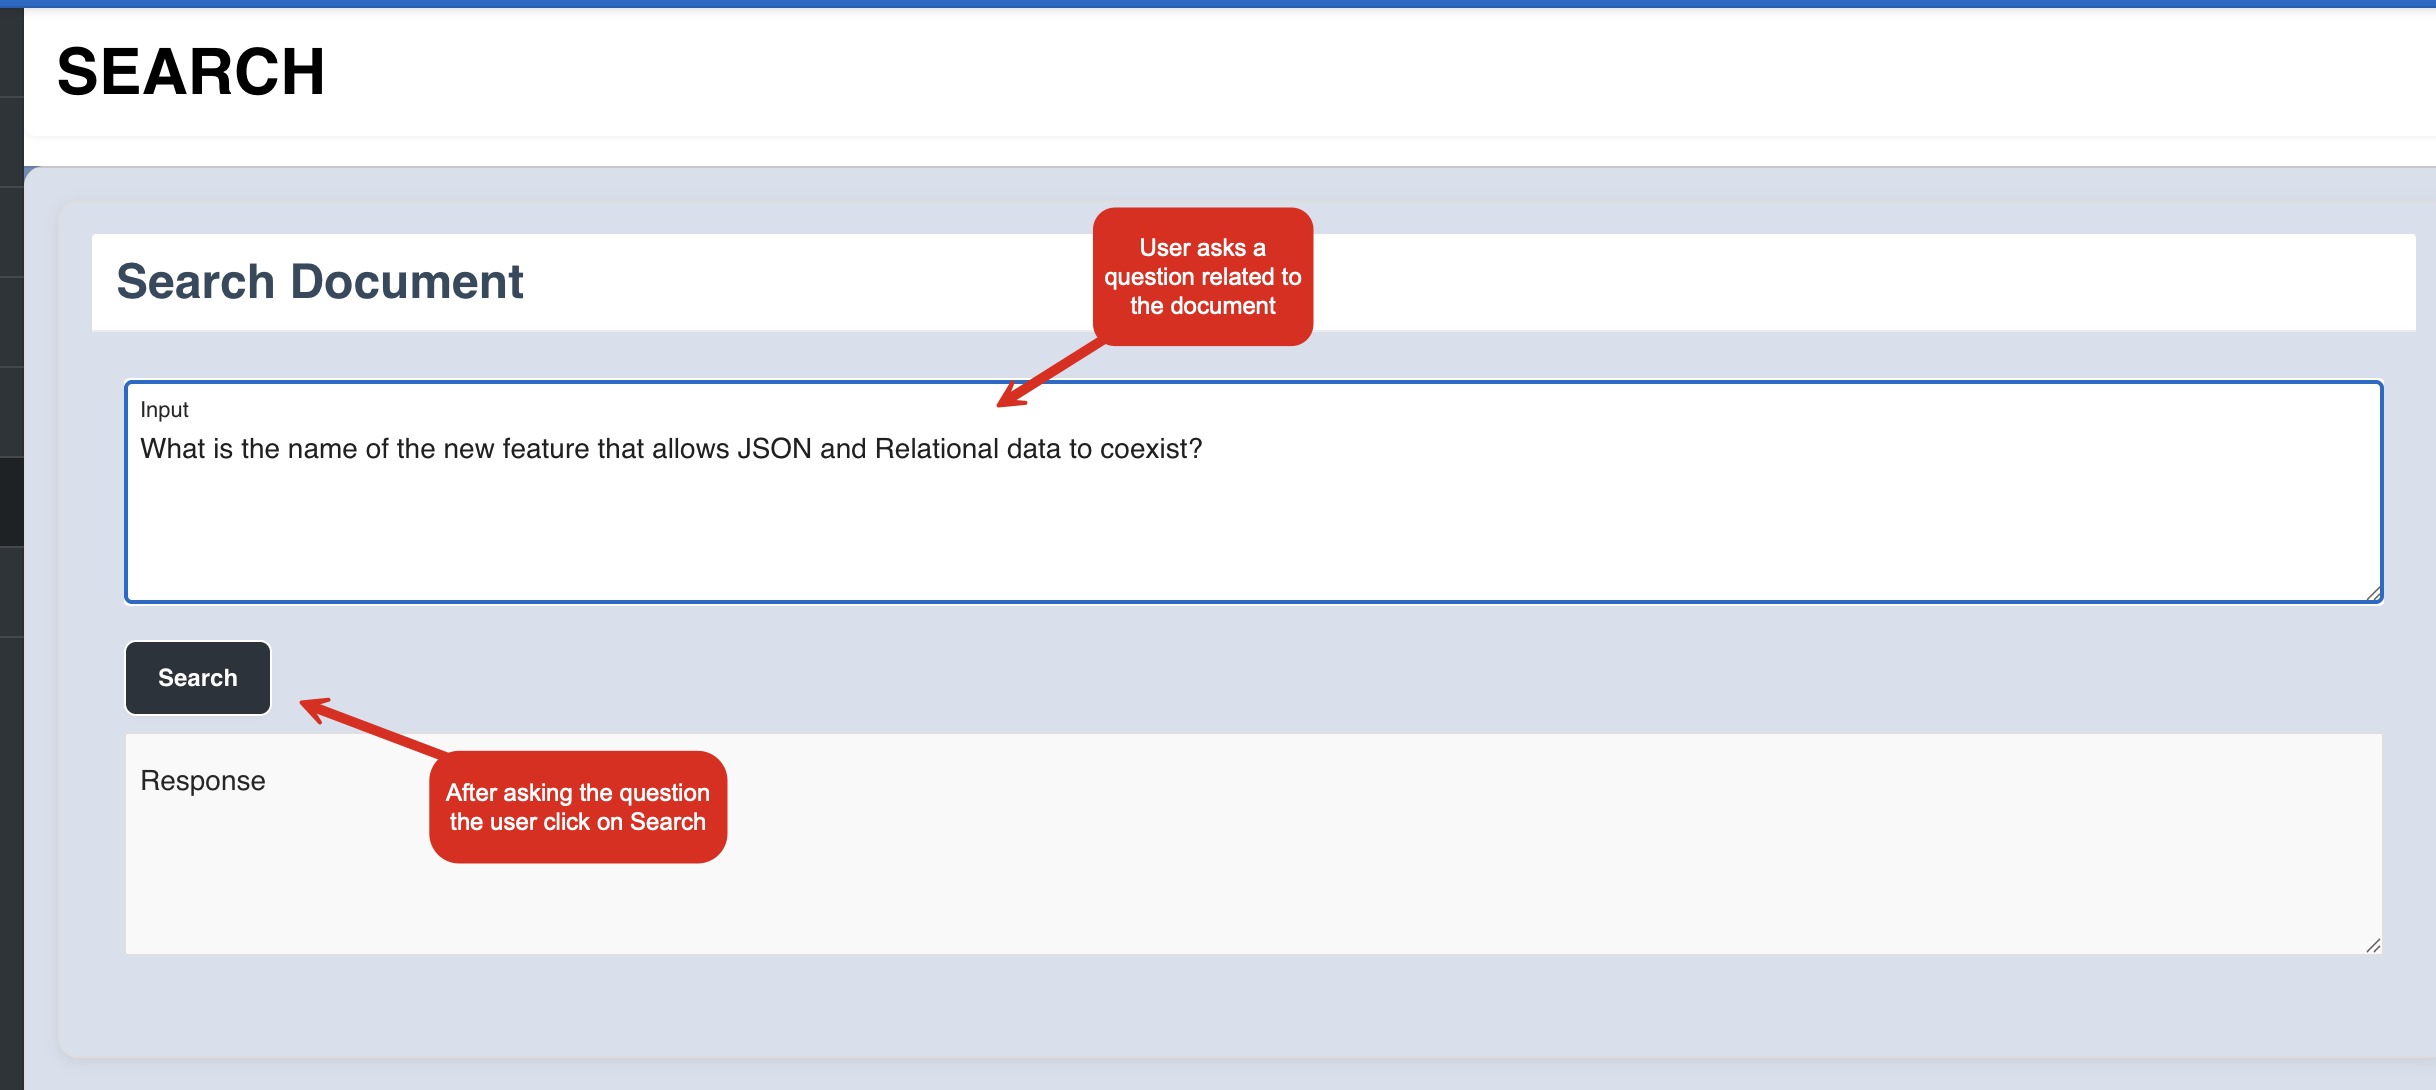 SEARCH
Search Document
User asks a
question related to
the document
Input
What is the name of the new feature that allows JSON and Relational data to coexist?
Search
Response
After asking the question
the user click on Search